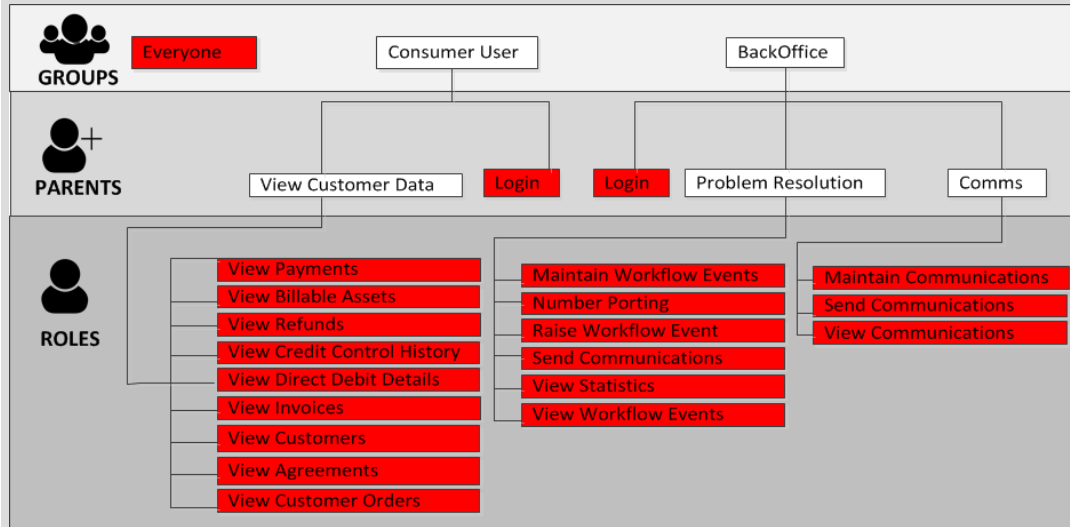 GROUPS
Everyone
Consumer User
BackOffice
PARENTS
View Customer Data
Login
Login
Problem Resolution
Comms
ROLES
View Payments
View Billable Assets
View Refunds
View Credit Control History
View Direct Debit Details
View Invoices
View Customers
View Agreements
View Customer Orders
Maintain Workflow Events
Number Porting
Raise Workflow Event
Send Communications
View Statistics
View Workflow Events
Maintain Communications
Send Communications
View Communications